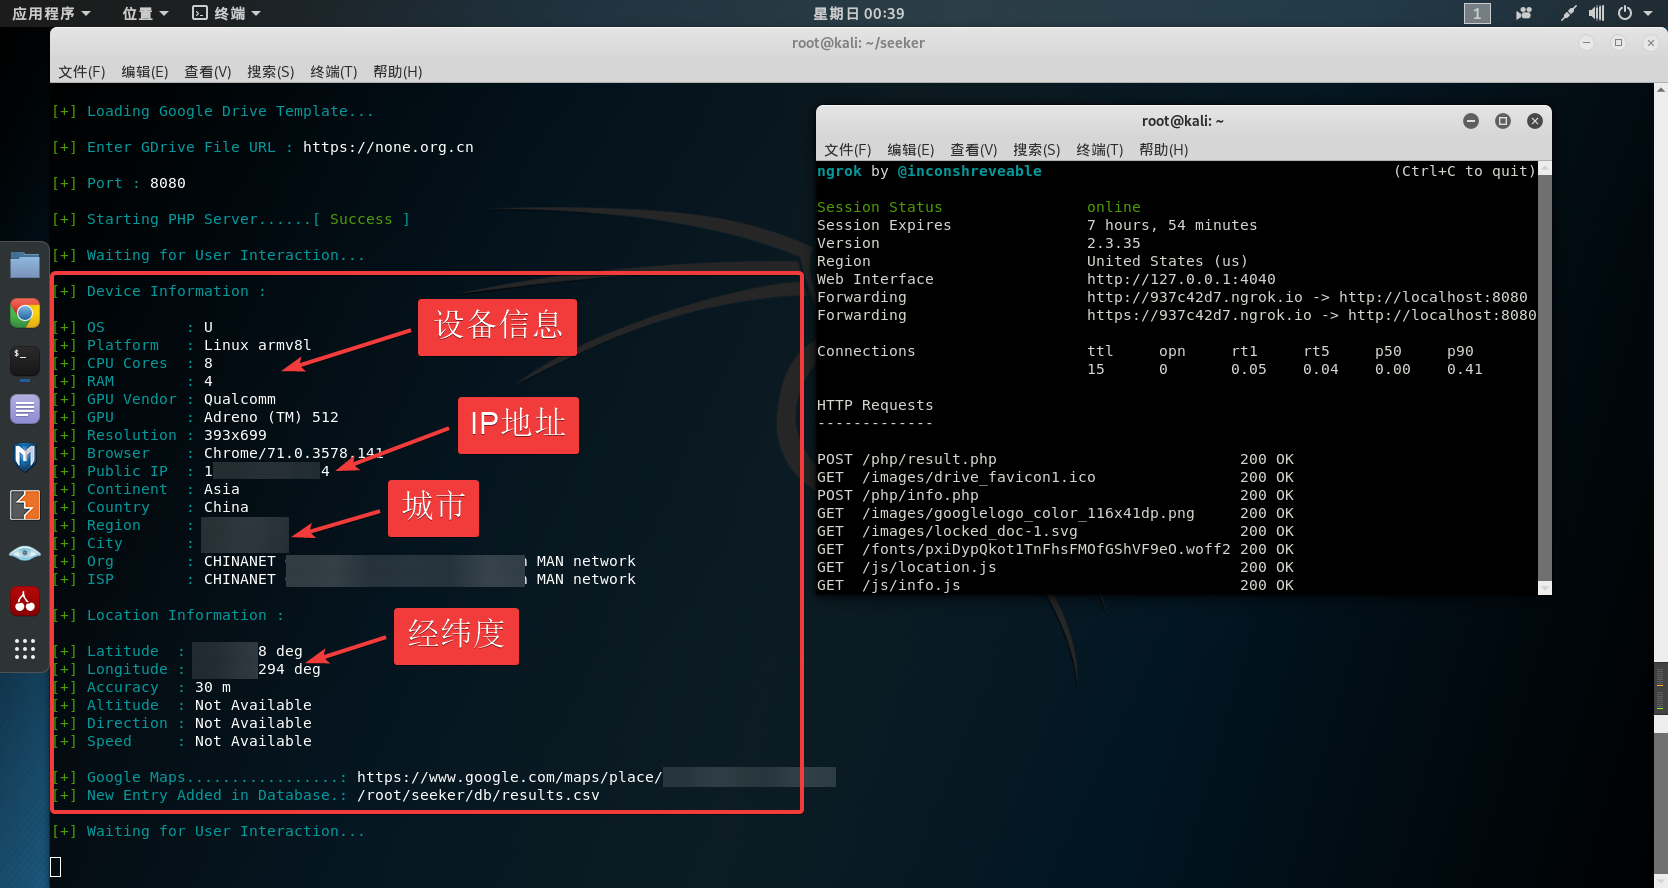 应用程序 位置 终端 星期日 00:39 1
root@kali: ~/seeker
文件(F) 编辑(E) 查看(V) 搜索(S) 终端(T) 帮助(H)
[+] Loading Google Drive Template...
[+] Enter GDrive File URL : https://none.org.cn
[+] Port : 8080
[+] Starting PHP Server......[ Success ]
[+] Waiting for User Interaction...
[+] Device Information :
设备信息
[+] OS : U
[+] Platform : Linux armv8l
[+] CPU Cores : 8
[+] RAM : 4
[+] GPU Vendor : Qualcomm
[+] GPU : Adreno (TM) 512
IP地址
[+] Resolution : 393x699
[+] Browser : Chrome/71.0.3578.141
[+] Public IP : 1 4
[+] Continent : Asia
[+] Country : China
城市
[+] Region :
[+] City :
[+] Org : CHINANET MAN network
[+] ISP : CHINANET MAN network
[+] Location Information :
经纬度
[+] Latitude : 8 deg
[+] Longitude : 294 deg
[+] Accuracy : 30 m
[+] Altitude : Not Available
[+] Direction : Not Available
[+] Speed : Not Available
[+] Google Maps.................: https://www.google.com/maps/place/
[+] New Entry Added in Database.: /root/seeker/db/results.csv
[+] Waiting for User Interaction...
root@kali: ~
文件(F) 编辑(E) 查看(V) 搜索(S) 终端(T) 帮助(H)
ngrok by @inconshreveable (Ctrl+C to quit)
Session Status online
Session Expires 7 hours, 54 minutes
Version 2.3.35
Region United States (us)
Web Interface http://127.0.0.1:4040
Forwarding http://937c42d7.ngrok.io -> http://localhost:8080
Forwarding https://937c42d7.ngrok.io -> http://localhost:8080
Connections ttl opn rt1 rt5 p50 p90
15 0 0.05 0.04 0.00 0.41
HTTP Requests
-------------
POST /php/result.php 200 OK
GET /images/drive_favicon1.ico 200 OK
POST /php/info.php 200 OK
GET /images/googlelogo_color_116x41dp.png 200 OK
GET /images/locked_doc-1.svg 200 OK
GET /fonts/pxiDypQkot1TnFhsFMOfGShVF9eO.woff2 200 OK
GET /js/location.js 200 OK
GET /js/info.js 200 OK